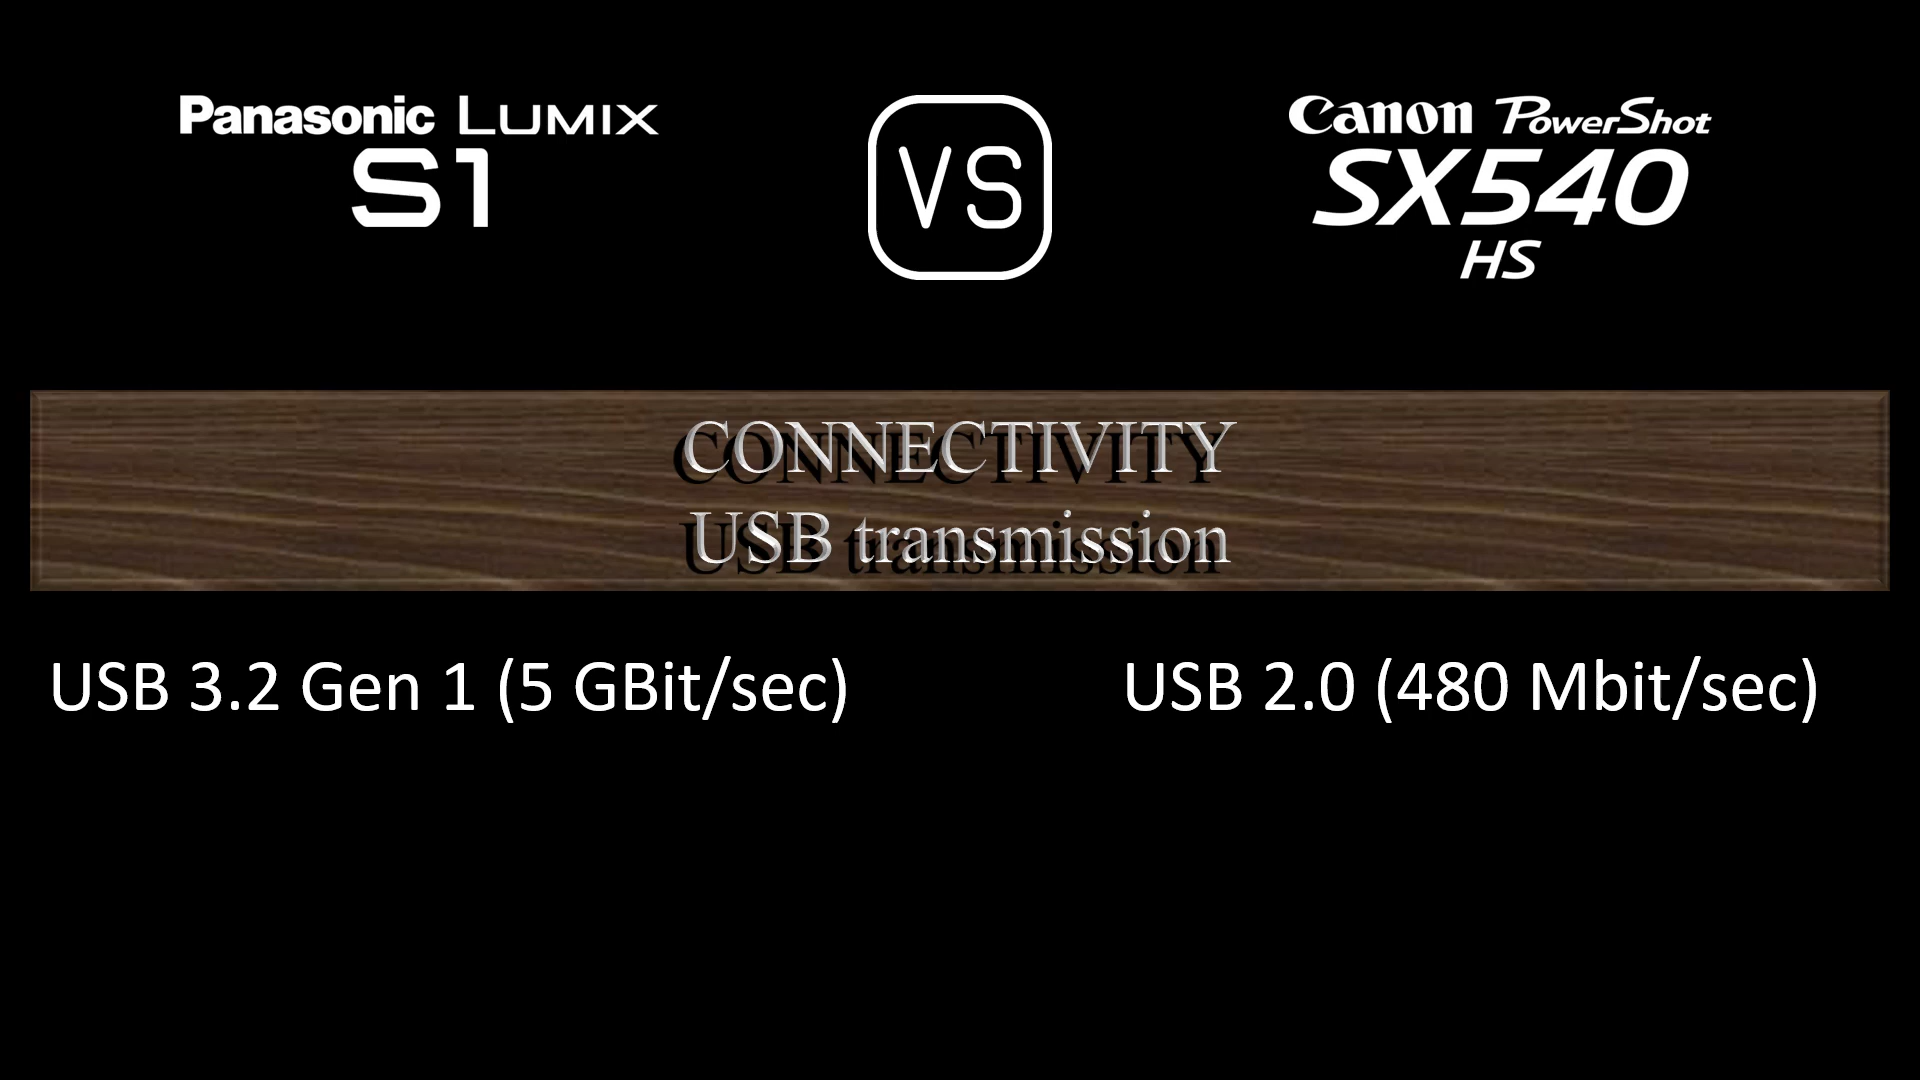 Panasonic LUMIX
S1
VS
Canon PowerShot
SX540
HS
CONNECTIVITY
USB transmission
USB 3.2 Gen 1 (5 GBit/sec)
USB 2.0 (480 Mbit/sec)